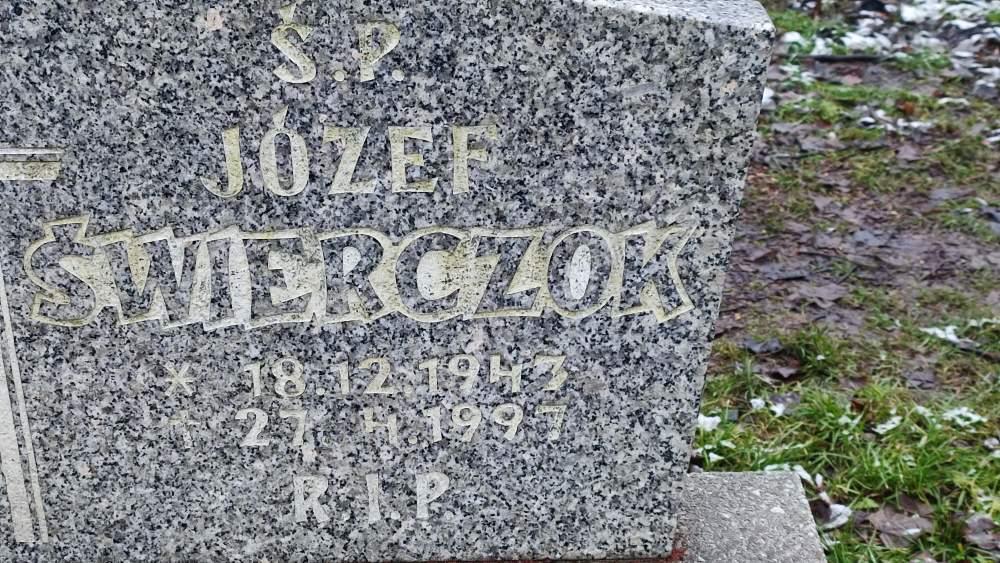 Ś.P.
JÓZEF
ŚWIERCZOK
* 18.12.1943
† 27.4.1997
R.I.P